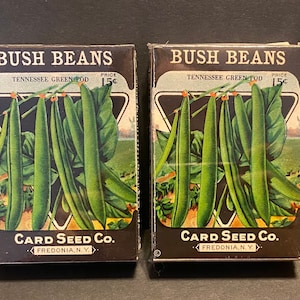 BUSH BEANS
TENNESSEE GREEN POD
PRICE
15¢
CARD SEED CO.
FREDONIA, N.Y.
BUSH BEANS
TENNESSEE GREEN POD
PRICE
15¢
CARD SEED CO.
FREDONIA, N.Y.